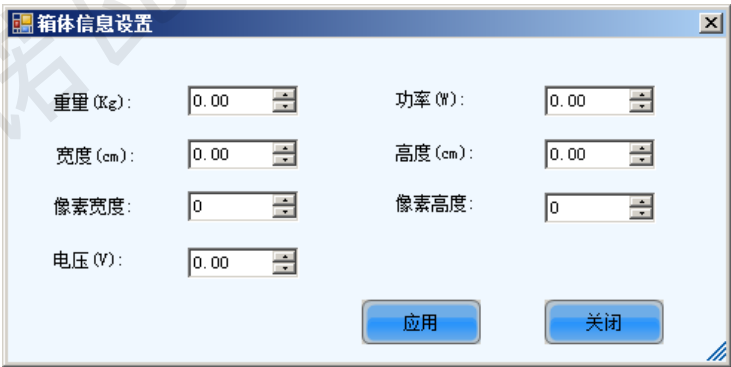 箱体信息设置
重量(Kg): 0.00 功率(W): 0.00
宽度(cm): 0.00 高度(cm): 0.00
像素宽度: 0 像素高度: 0
电压(V): 0.00
应用 关闭